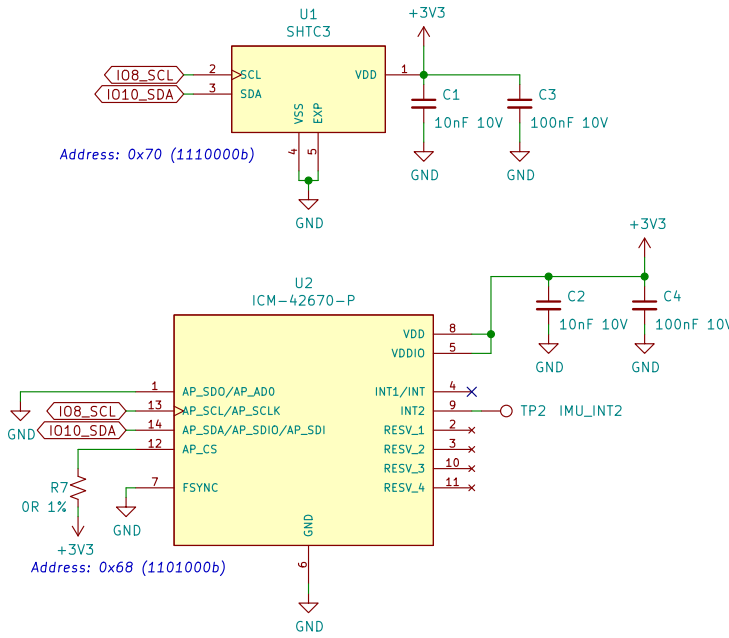 U1
SHTC3
+3V3
IO8_SCL 2 SCL VDD 1
IO10_SDA 3 SDA
C1
10nF 10V
C3
100nF 10V
VSS EXP
4 5
Address: 0x70 (1110000b)
GND GND
GND
+3V3
U2
ICM-42670-P
C2
10nF 10V
C4
100nF 10V
VDD 8
VDDIO 5
GND GND
1 AP_SDO/AP_AD0 INT1/INT 4
IO8_SCL 13 AP_SCL/AP_SCLK INT2 9 TP2 IMU_INT2
GND IO10_SDA 14 AP_SDA/AP_SDIO/AP_SDI RESV_1 2
12 AP_CS RESV_2 3
RESV_3 10
R7
0R 1%
7 FSYNC RESV_4 11
GND
GND
+3V3
6
Address: 0x68 (1101000b)
GND